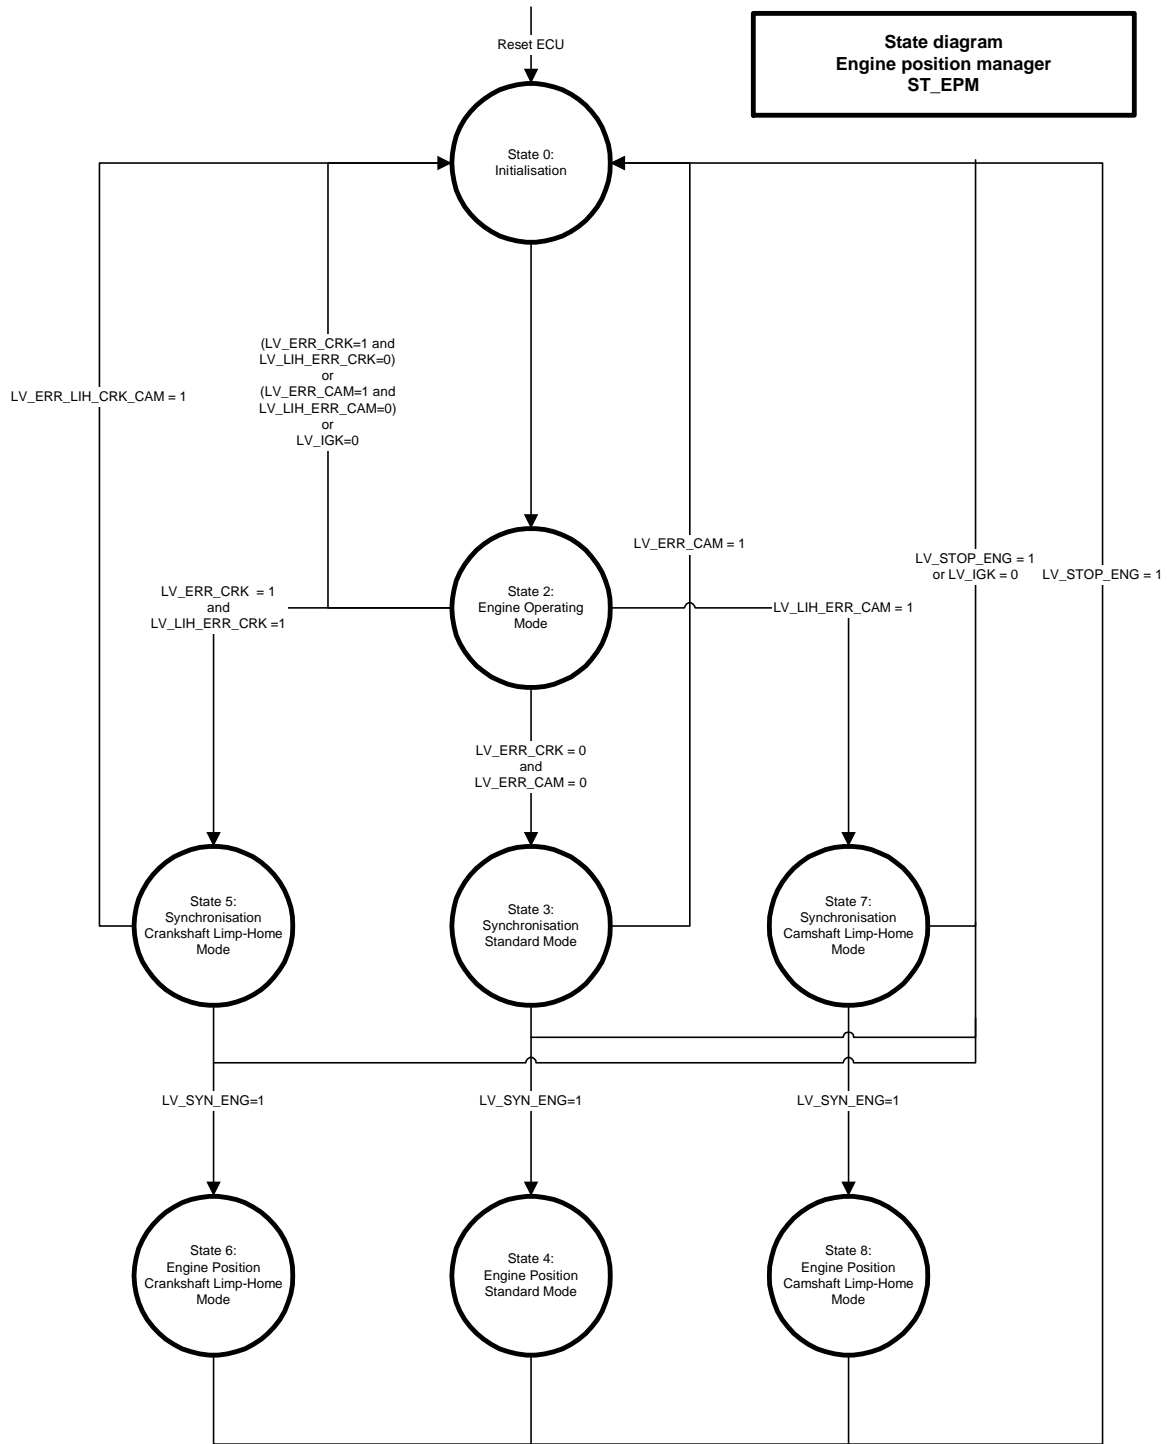 Reset ECU
State diagram
Engine position manager
ST_EPM
State 0:
Initialisation
(LV_ERR_CRK=1 and
LV_LIH_ERR_CRK=0)
or
(LV_ERR_CAM=1 and
LV_LIH_ERR_CAM=0)
or
LV_IGK=0
LV_ERR_LIH_CRK_CAM = 1
LV_ERR_CAM = 1
LV_STOP_ENG = 1
or LV_IGK = 0
LV_STOP_ENG = 1
LV_ERR_CRK  = 1
and
LV_LIH_ERR_CRK =1
State 2:
Engine Operating
Mode
LV_LIH_ERR_CAM = 1
LV_ERR_CRK = 0
and
LV_ERR_CAM = 0
State 5:
Synchronisation
Crankshaft Limp-Home
Mode
State 3:
Synchronisation
Standard Mode
State 7:
Synchronisation
Camshaft Limp-Home
Mode
LV_SYN_ENG=1
LV_SYN_ENG=1
LV_SYN_ENG=1
State 6:
Engine Position
Crankshaft Limp-Home
Mode
State 4:
Engine Position
Standard Mode
State 8:
Engine Position
Camshaft Limp-Home
Mode